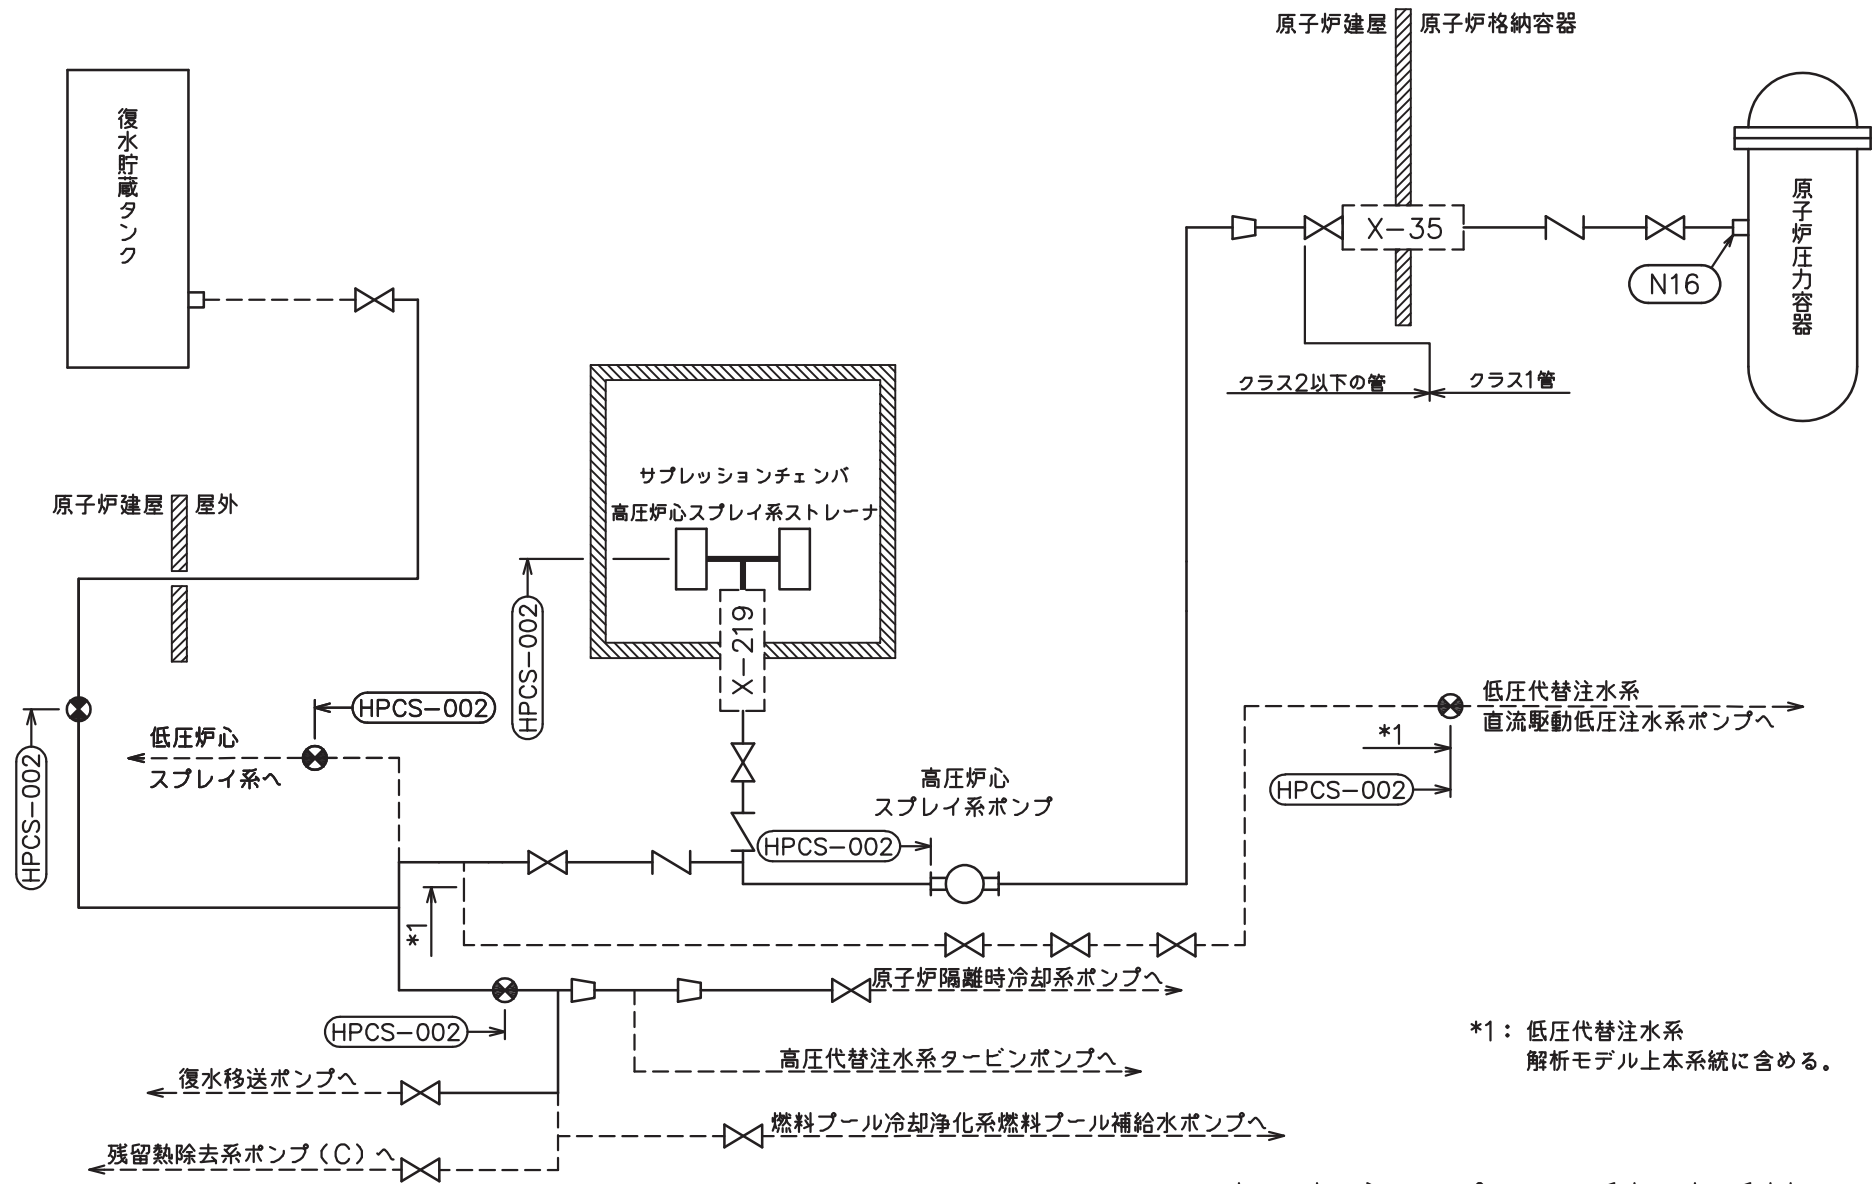 原子炉建屋
原子炉格納容器
復水貯蔵タンク
X-35
原子炉圧力容器
N16
クラス2以下の管
クラス1管
サプレッションチェンバ
高圧炉心スプレイ系ストレーナ
原子炉建屋
屋外
HPCS-002
X-219
HPCS-002
HPCS-002
低圧炉心
スプレイ系へ
高圧炉心
スプレイ系ポンプ
HPCS-002
低圧代替注水系
直流駆動低圧注水系ポンプへ
*1
HPCS-002
*1
原子炉隔離時冷却系ポンプへ
HPCS-002
高圧代替注水系タービンポンプへ
復水移送ポンプへ
燃料プール冷却浄化系燃料プール補給水ポンプへ
残留熱除去系ポンプ(C)へ
*1: 低圧代替注水系
解析モデル上本系統に含める。